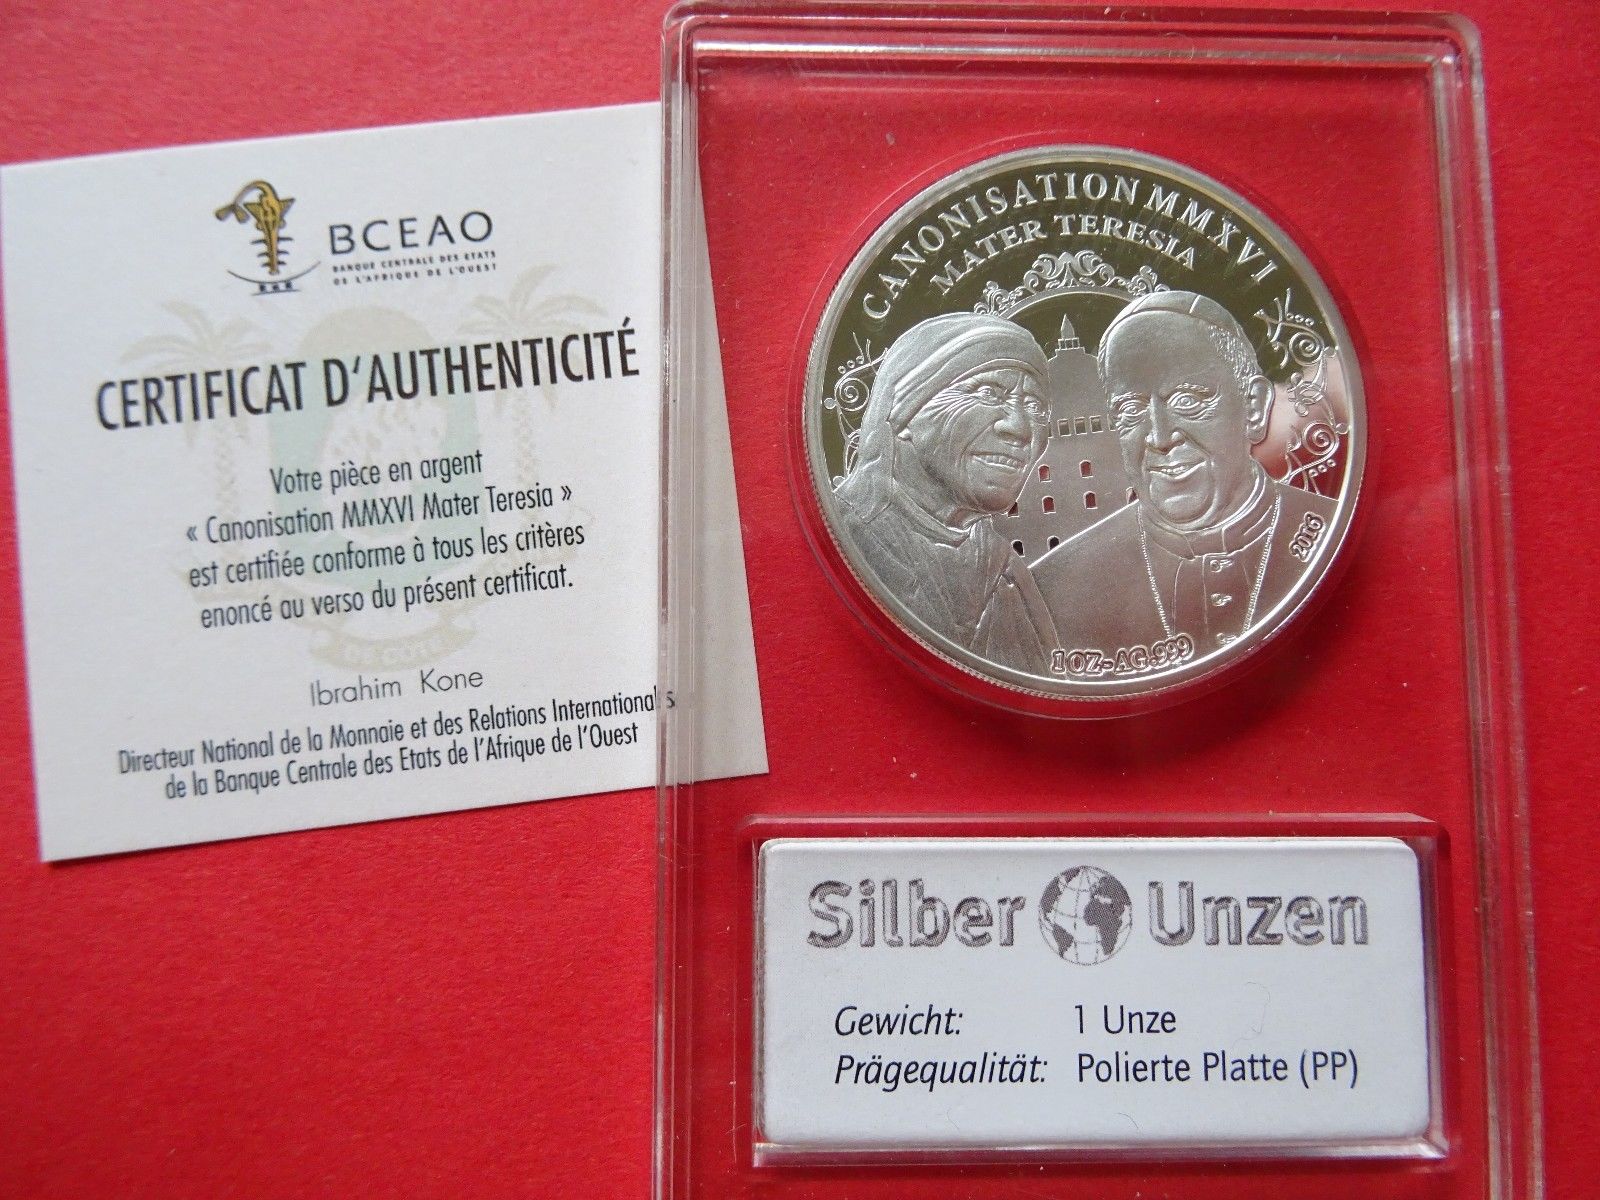 BCEAO
BANQUE CENTRALE DES ETATS
DE L'AFRIQUE DE L'OUEST
CERTIFICAT D'AUTHENTICITÉ
Votre pièce en argent
« Canonisation MMXVI Mater Teresia »
est certifiée conforme à tous les critères
enoncé au verso du présent certificat.
DE COTE
Ibrahim Kone
Directeur National de la Monnaie et des Relations Internationales
de la Banque Centrale des Etats de l'Afrique de l'Ouest
CANONISATION MMXVI
MATER TERESIA
2016
1 OZ-AG.999
Silber Unzen
Gewicht: 1 Unze
Prägequalität: Polierte Platte (PP)